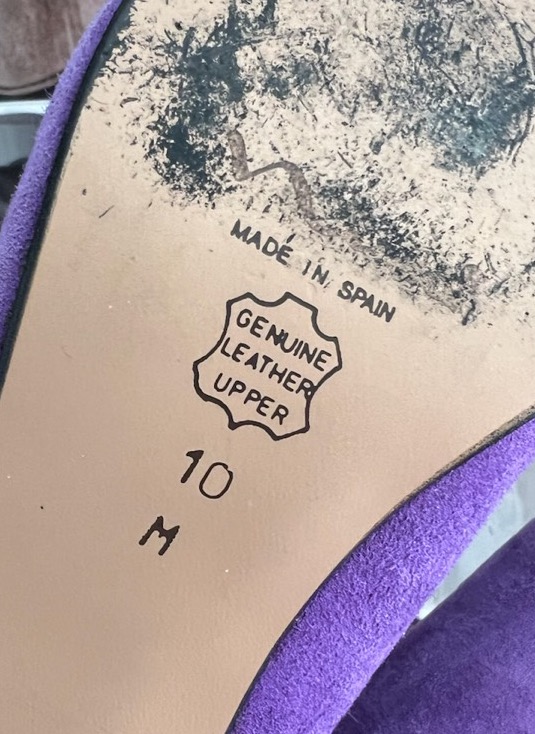 MADE IN SPAIN
GENUINE
LEATHER
UPPER
10
M